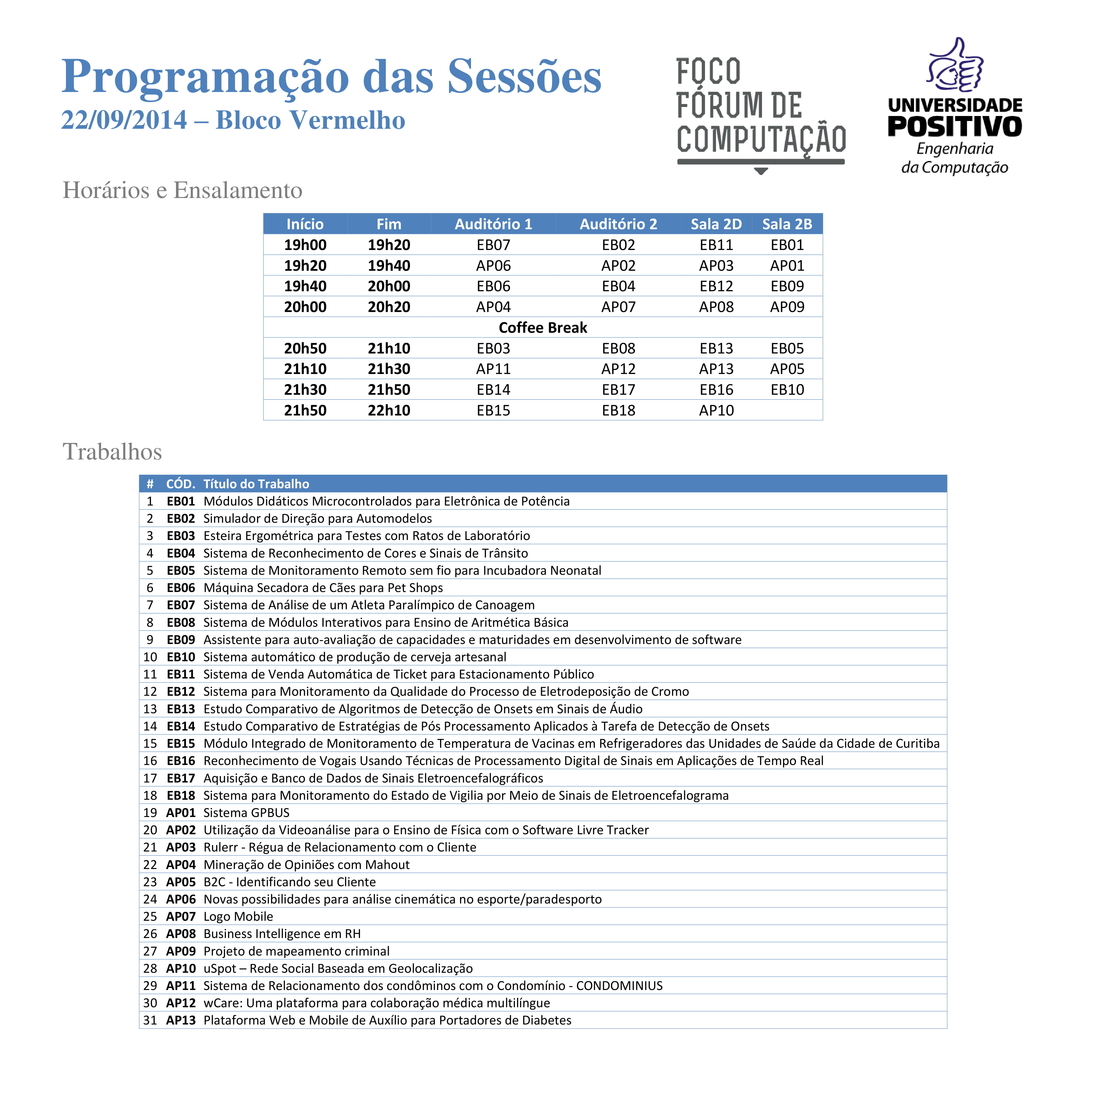 Programação das Sessões
22/09/2014 – Bloco Vermelho
FOCO
FÓRUM DE
COMPUTAÇÃO
UNIVERSIDADE
POSITIVO
Engenharia
da Computação
Horários e Ensalamento
Início Fim Auditório 1 Auditório 2 Sala 2D Sala 2B
19h00 19h20 EB07 EB02 EB11 EB01
19h20 19h40 AP06 AP02 AP03 AP01
19h40 20h00 EB06 EB04 EB12 EB09
20h00 20h20 AP04 AP07 AP08 AP09
Coffee Break
20h50 21h10 EB03 EB08 EB13 EB05
21h10 21h30 AP11 AP12 AP13 AP05
21h30 21h50 EB14 EB17 EB16 EB10
21h50 22h10 EB15 EB18 AP10
Trabalhos
# CÓD. Título do Trabalho
1 EB01 Módulos Didáticos Microcontrolados para Eletrônica de Potência
2 EB02 Simulador de Direção para Automodelos
3 EB03 Esteira Ergométrica para Testes com Ratos de Laboratório
4 EB04 Sistema de Reconhecimento de Cores e Sinais de Trânsito
5 EB05 Sistema de Monitoramento Remoto sem fio para Incubadora Neonatal
6 EB06 Máquina Secadora de Cães para Pet Shops
7 EB07 Sistema de Análise de um Atleta Paralímpico de Canoagem
8 EB08 Sistema de Módulos Interativos para Ensino de Aritmética Básica
9 EB09 Assistente para auto-avaliação de capacidades e maturidades em desenvolvimento de software
10 EB10 Sistema automático de produção de cerveja artesanal
11 EB11 Sistema de Venda Automática de Ticket para Estacionamento Público
12 EB12 Sistema para Monitoramento da Qualidade do Processo de Eletrodeposição de Cromo
13 EB13 Estudo Comparativo de Algoritmos de Detecção de Onsets em Sinais de Áudio
14 EB14 Estudo Comparativo de Estratégias de Pós Processamento Aplicados à Tarefa de Detecção de Onsets
15 EB15 Módulo Integrado de Monitoramento de Temperatura de Vacinas em Refrigeradores das Unidades de Saúde da Cidade de Curitiba
16 EB16 Reconhecimento de Vogais Usando Técnicas de Processamento Digital de Sinais em Aplicações de Tempo Real
17 EB17 Aquisição e Banco de Dados de Sinais Eletroencefalográficos
18 EB18 Sistema para Monitoramento do Estado de Vigilia por Meio de Sinais de Eletroencefalograma
19 AP01 Sistema GPBUS
20 AP02 Utilização da Videoanálise para o Ensino de Física com o Software Livre Tracker
21 AP03 Rulerr - Régua de Relacionamento com o Cliente
22 AP04 Mineração de Opiniões com Mahout
23 AP05 B2C - Identificando seu Cliente
24 AP06 Novas possibilidades para análise cinemática no esporte/paradesporto
25 AP07 Logo Mobile
26 AP08 Business Intelligence em RH
27 AP09 Projeto de mapeamento criminal
28 AP10 uSpot – Rede Social Baseada em Geolocalização
29 AP11 Sistema de Relacionamento dos condôminos com o Condomínio - CONDOMINIUS
30 AP12 wCare: Uma plataforma para colaboração médica multilíngue
31 AP13 Plataforma Web e Mobile de Auxílio para Portadores de Diabetes